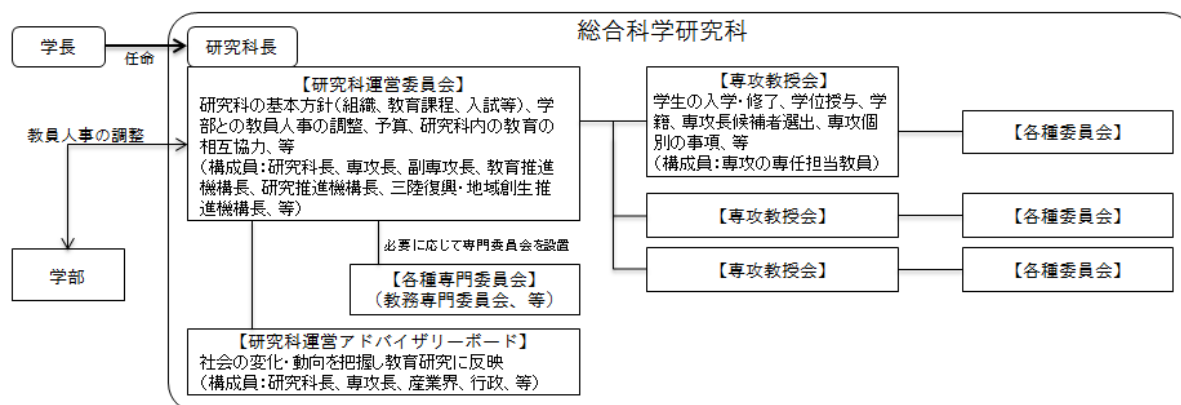 総合科学研究科
学長
任命
研究科長
【研究科運営委員会】
研究科の基本方針(組織、教育課程、入試等)、学
部との教員人事の調整、予算、研究科内の教育の
相互協力、等
(構成員:研究科長、専攻長、副専攻長、教育推進
機構長、研究推進機構長、三陸復興・地域創生推
進機構長、等)
教員人事の調整
学部
必要に応じて専門委員会を設置
【各種専門委員会】
(教務専門委員会、等)
【研究科運営アドバイザリーボード】
社会の変化・動向を把握し教育研究に反映
(構成員:研究科長、専攻長、産業界、行政、等)
【専攻教授会】
学生の入学・修了、学位授与、学
籍、専攻長候補者選出、専攻個
別の事項、等
(構成員:専攻の専任担当教員)
【各種委員会】
【専攻教授会】
【各種委員会】
【専攻教授会】
【各種委員会】